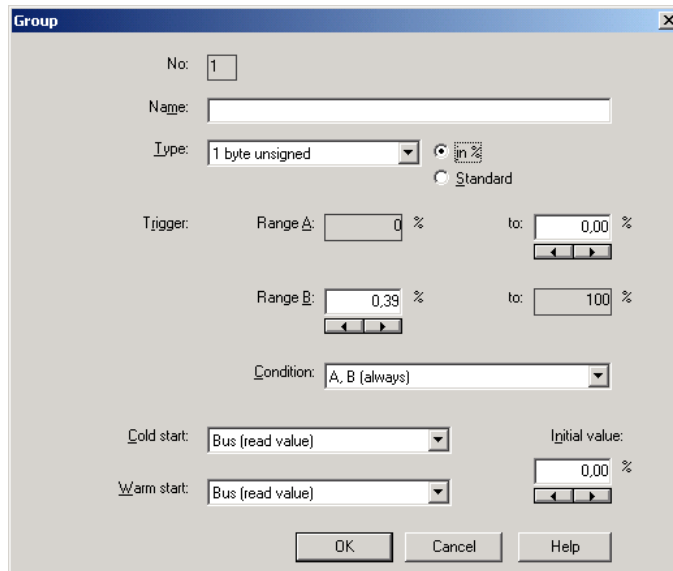 Group
No: 1
Name:
Type: 1 byte unsigned in %
Standard
Trigger: Range A: 0 % to: 0,00 %
Range B: 0,39 % to: 100 %
Condition: A, B (always)
Cold start: Bus (read value) Initial value:
0,00 %
Warm start: Bus (read value)
OK Cancel Help